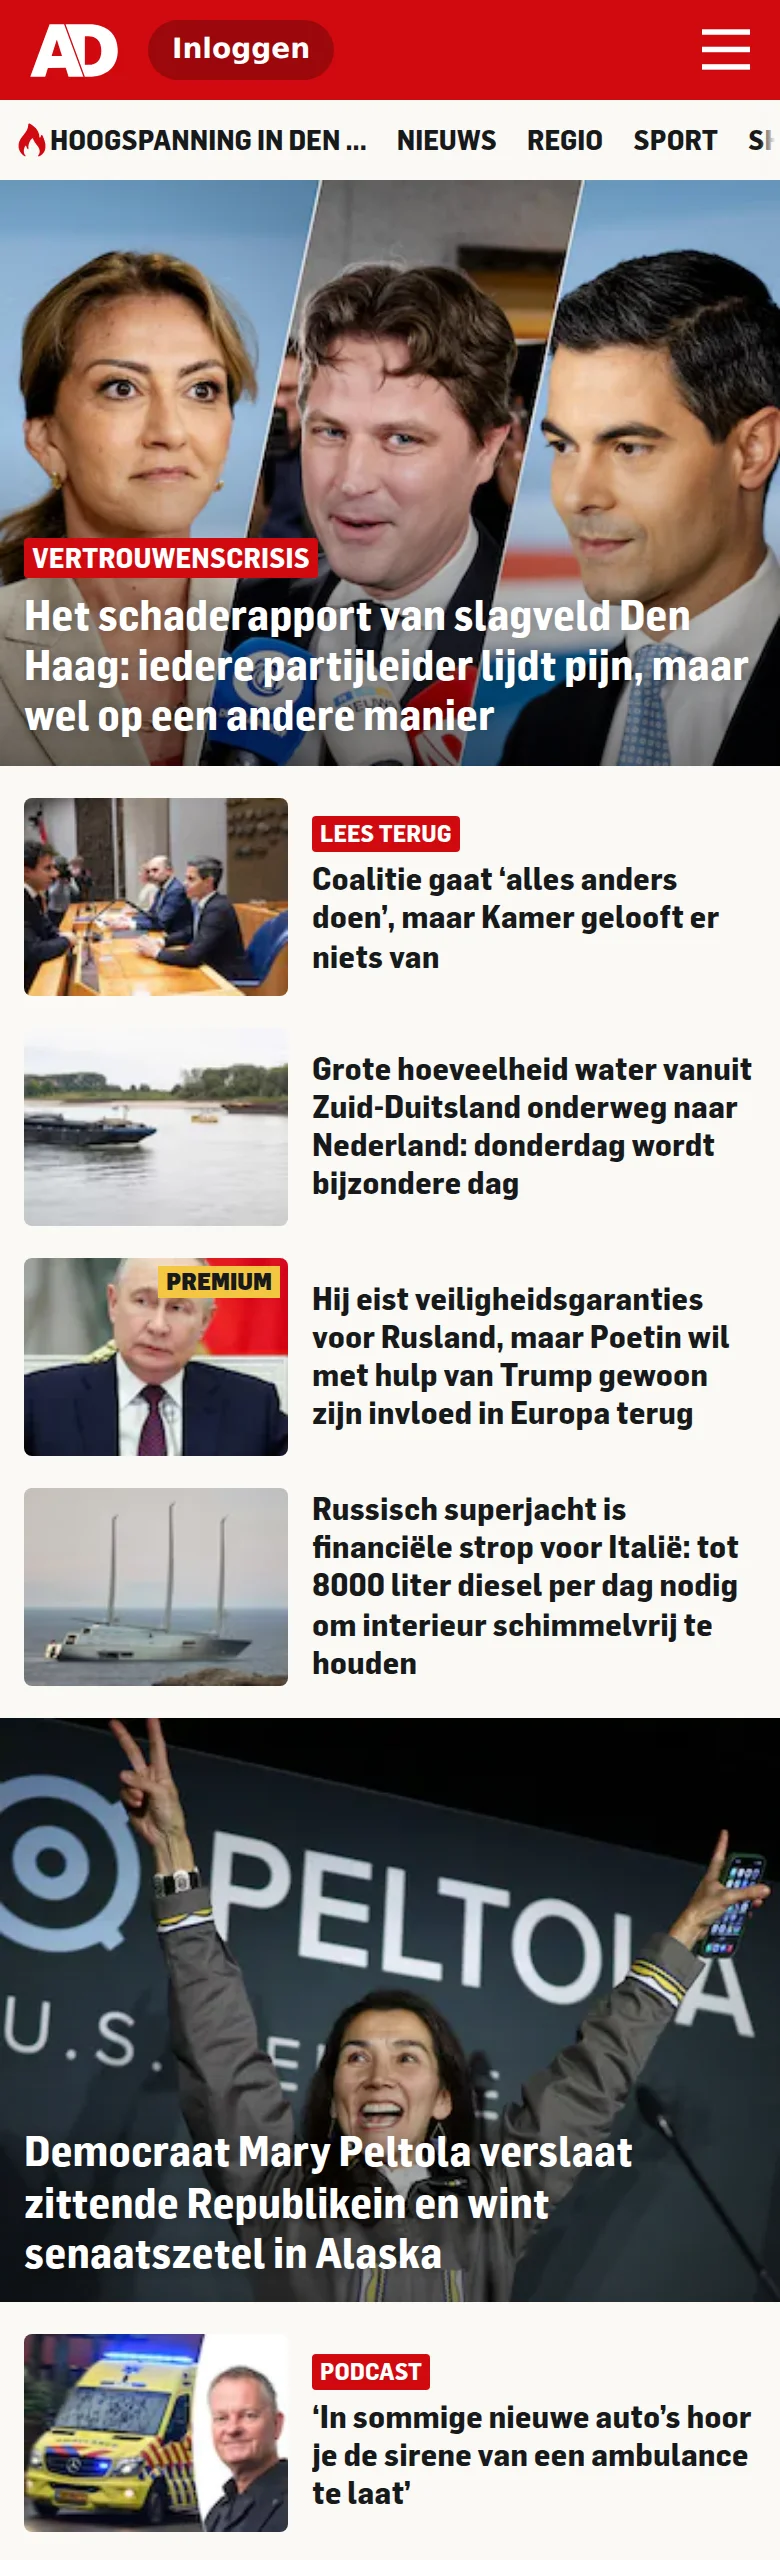 AD
Inloggen
HOOGSPANNING IN DEN ... NIEUWS REGIO SPORT
VERTROUWENSCRISIS
Het schaderapport van slagveld Den
Haag: iedere partijleider lijdt pijn, maar
wel op een andere manier
LEES TERUG
Coalitie gaat ‘alles anders
doen’, maar Kamer gelooft er
niets van
Grote hoeveelheid water vanuit
Zuid-Duitsland onderweg naar
Nederland: donderdag wordt
bijzondere dag
PREMIUM
Hij eist veiligheidsgaranties
voor Rusland, maar Poetin wil
met hulp van Trump gewoon
zijn invloed in Europa terug
Russisch superjacht is
financiële strop voor Italië: tot
8000 liter diesel per dag nodig
om interieur schimmelvrij te
houden
PELTOLA
U.S.
Democraat Mary Peltola verslaat
zittende Republikein en wint
senaatszetel in Alaska
PODCAST
‘In sommige nieuwe auto’s hoor
je de sirene van een ambulance
te laat’